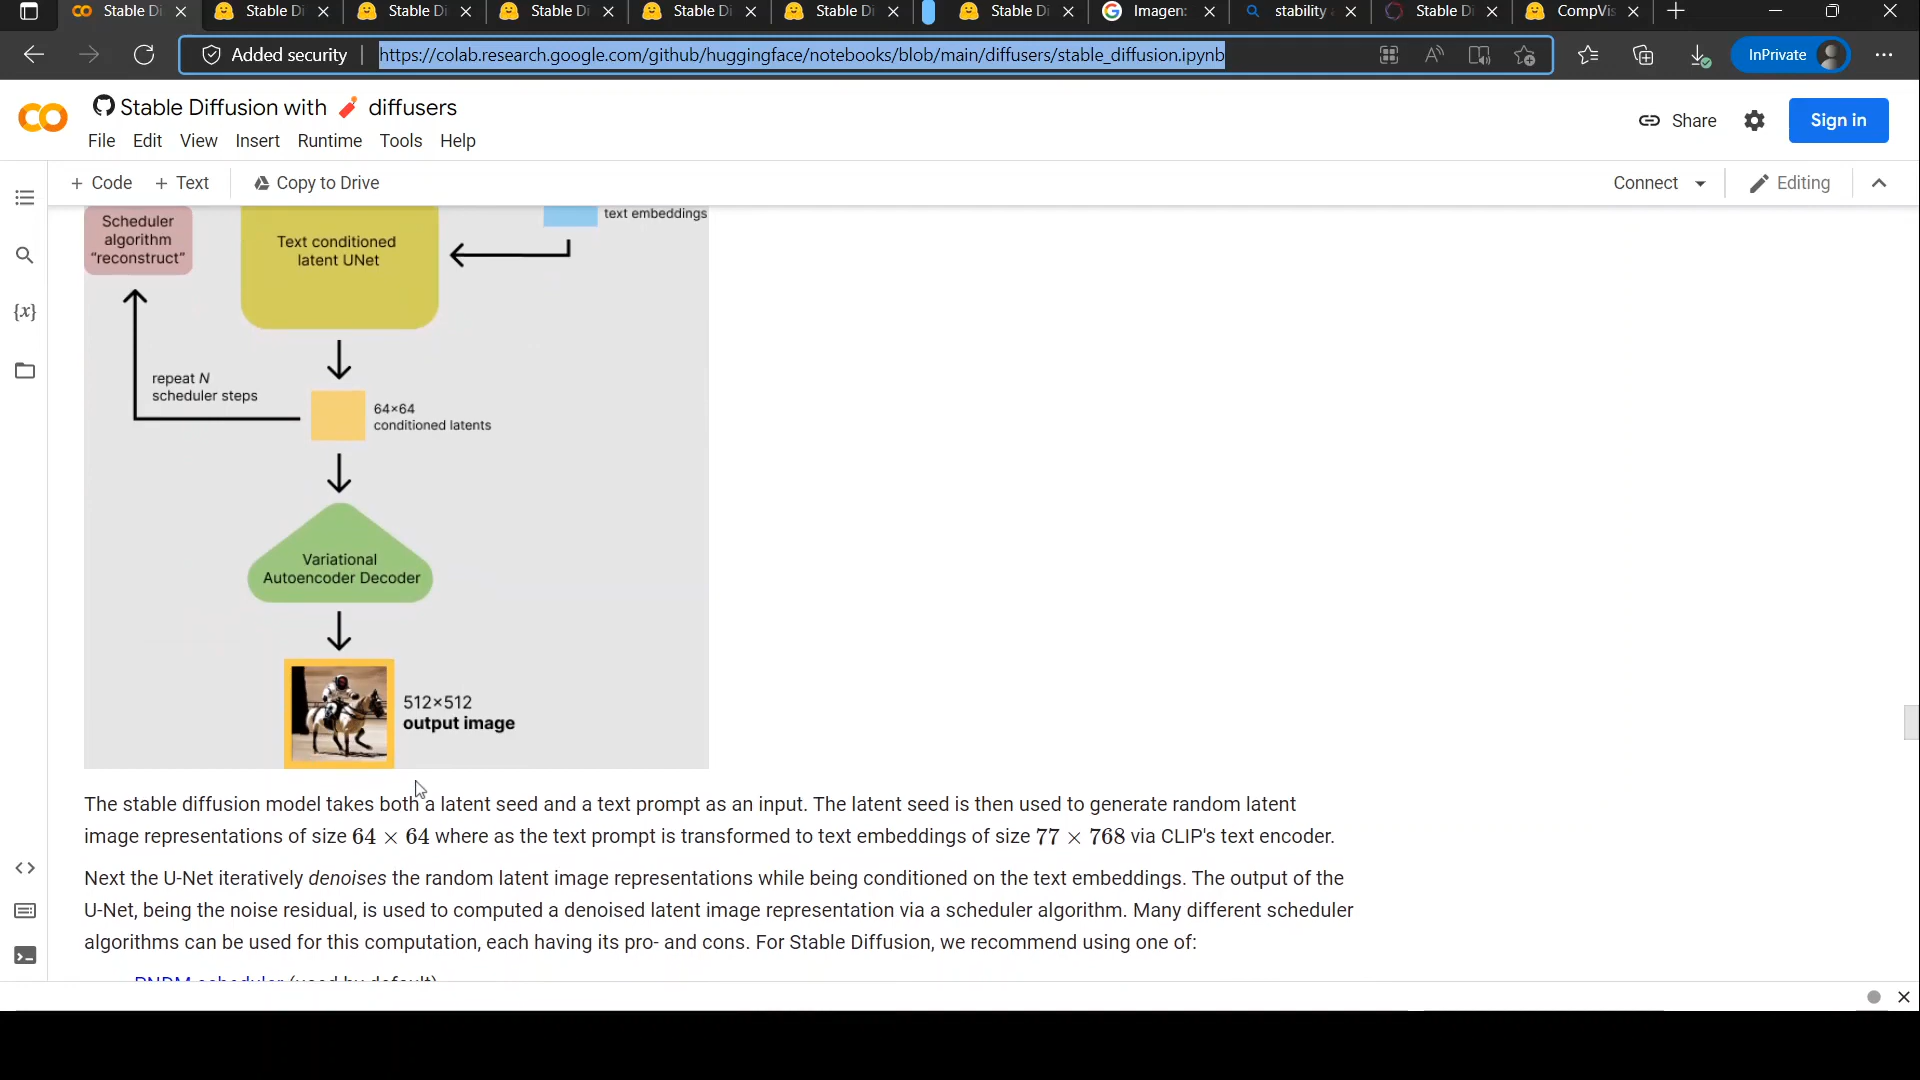 Stable Di
Stable Di
Stable Di
Stable Di
Stable Di
Stable Di
Stable Di
Imagen:
stability
Stable Di
CompVis
Added security
https://colab.research.google.com/github/huggingface/notebooks/blob/main/diffusers/stable_diffusion.ipynb
InPrivate
Stable Diffusion with diffusers
File Edit View Insert Runtime Tools Help
Share
Sign in
+ Code + Text
Copy to Drive
Connect
Editing
{x}
Scheduler
algorithm
“reconstruct”
Text conditioned
latent UNet
text embeddings
repeat N
scheduler steps
64×64
conditioned latents
Variational
Autoencoder Decoder
512×512
output image
The stable diffusion model takes both a latent seed and a text prompt as an input. The latent seed is then used to generate random latent
image representations of size 64 × 64 where as the text prompt is transformed to text embeddings of size 77 × 768 via CLIP's text encoder.
Next the U-Net iteratively denoises the random latent image representations while being conditioned on the text embeddings. The output of the
U-Net, being the noise residual, is used to computed a denoised latent image representation via a scheduler algorithm. Many different scheduler
algorithms can be used for this computation, each having its pro- and cons. For Stable Diffusion, we recommend using one of:
PNDM scheduler (used by default)